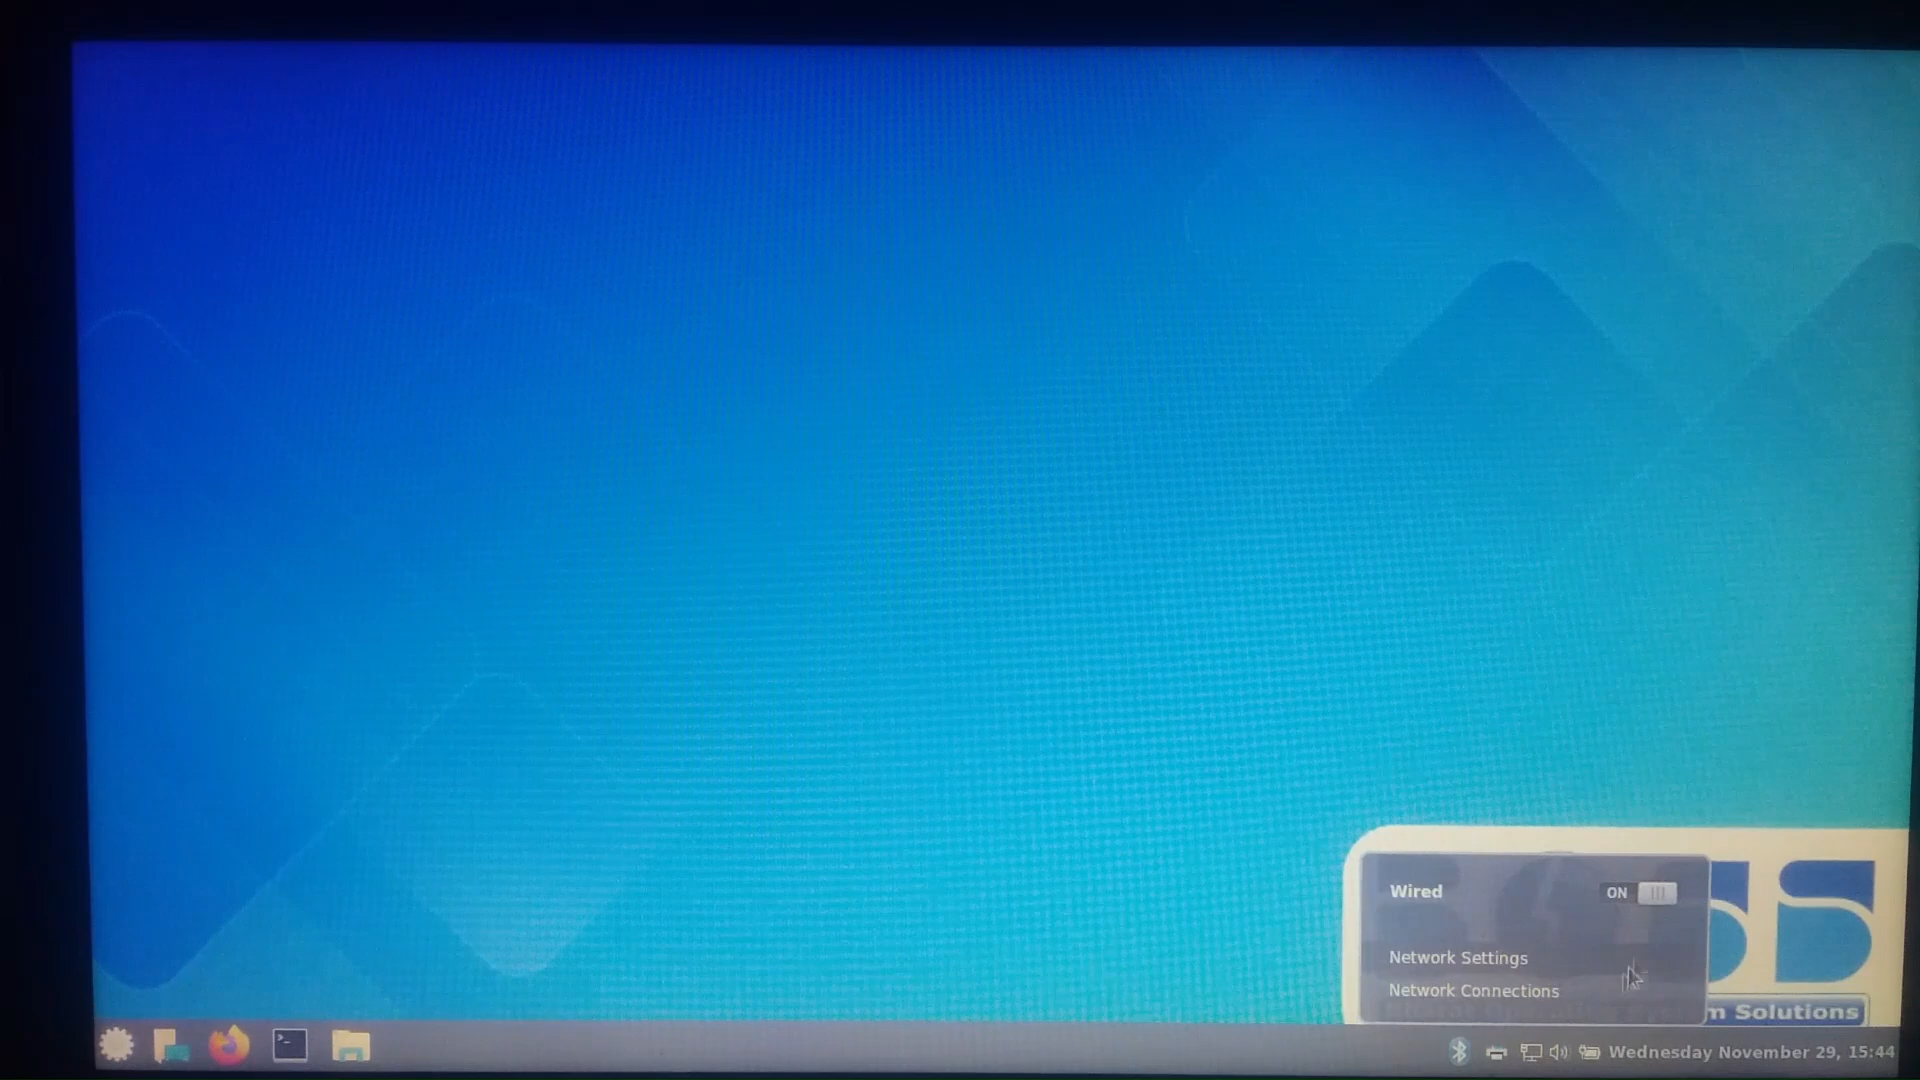 Wired ON
Network Settings
Network Connections
m Solutions
Wednesday November 29, 15:44